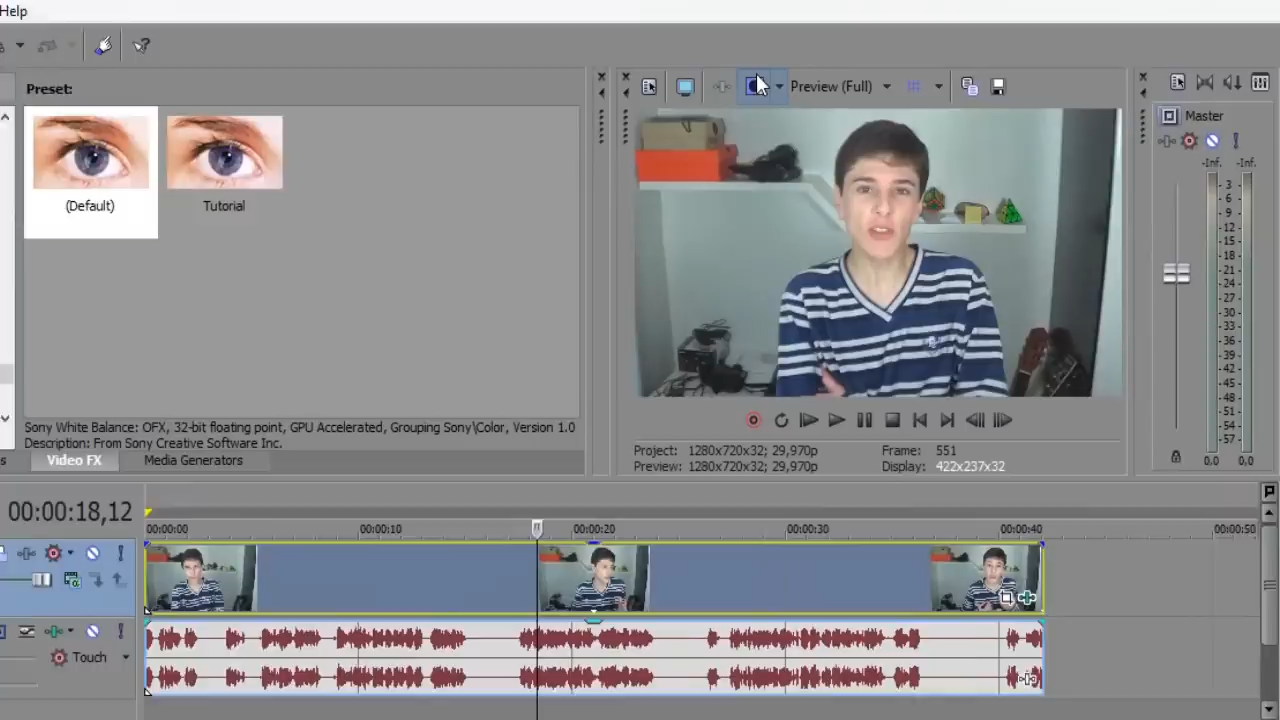 Help
Preset:
(Default)
Tutorial
Sony White Balance: OFX, 32-bit floating point, GPU Accelerated, Grouping Sony\Color, Version 1.0
Description: From Sony Creative Software Inc.
s
Video FX
Media Generators
Preview (Full)
Project: 1280x720x32; 29,970p
Frame: 551
Preview: 1280x720x32; 29,970p
Display: 422x237x32
Master
-Inf. -Inf.
3
6
9
12
15
18
21
24
27
30
33
36
39
42
45
48
51
54
57
0,0 0,0
00:00:18,12
00:00:00
00:00:10
00:00:20
00:00:30
00:00:40
00:00:50
Touch